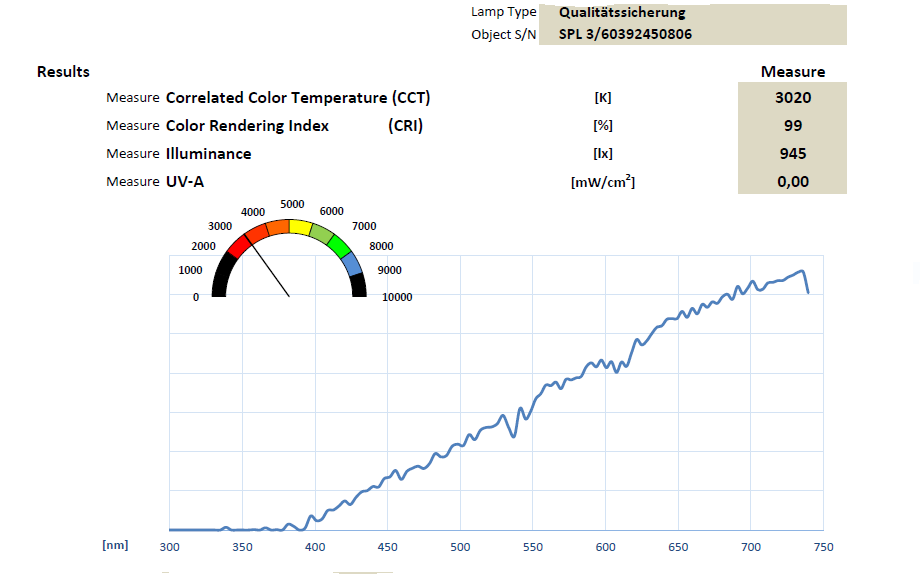 Lamp Type Qualitätssicherung
Object S/N SPL 3/60392450806
Results Measure
Measure Correlated Color Temperature (CCT) [K] 3020
Measure Color Rendering Index (CRI) [%] 99
Measure Illuminance [lx] 945
Measure UV-A [mW/cm²] 0,00
0 1000 2000 3000 4000 5000 6000 7000 8000 9000 10000
[nm] 300 350 400 450 500 550 600 650 700 750